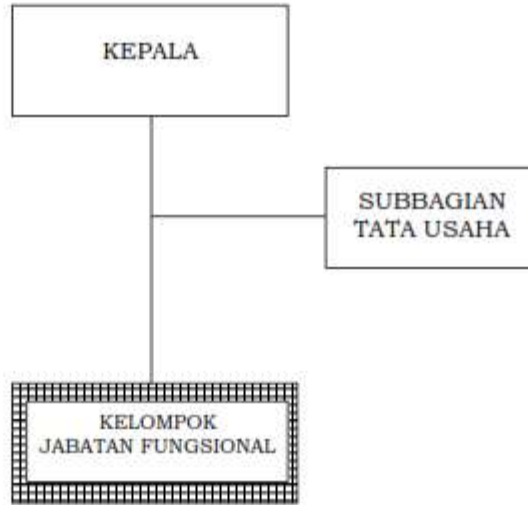 KEPALA
SUBBAGIAN
TATA USAHA
KELOMPOK
JABATAN FUNGSIONAL